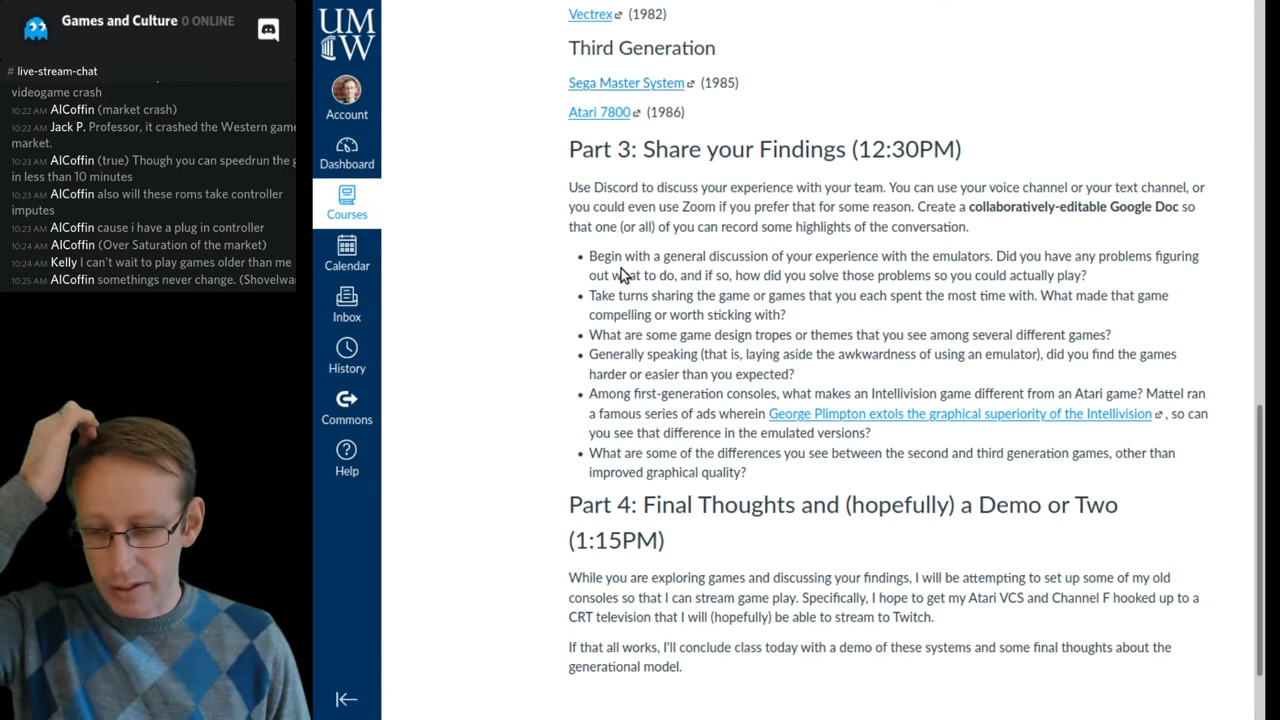 Games and Culture 0 ONLINE
# live-stream-chat
videogame crash
10:22 AM AlCoffin (market crash)
10:22 AM Jack P. Professor, it crashed the Western game
market.
10:23 AM AlCoffin (true) Though you can speedrun the g
in less than 10 minutes
10:23 AM AlCoffin also will these roms take controller
imputes
10:23 AM AlCoffin cause i have a plug in controller
10:24 AM AlCoffin (Over Saturation of the market)
10:24 AM Kelly I can't wait to play games older than me
10:25 AM AlCoffin somethings never change. (Shovelwa
UMW
Account
Dashboard
Courses
Calendar
Inbox
History
Commons
Help
Vectrex (1982)
Third Generation
Sega Master System (1985)
Atari 7800 (1986)
Part 3: Share your Findings (12:30PM)
Use Discord to discuss your experience with your team. You can use your voice channel or your text channel, or
you could even use Zoom if you prefer that for some reason. Create a collaboratively-editable Google Doc so
that one (or all) of you can record some highlights of the conversation.
• Begin with a general discussion of your experience with the emulators. Did you have any problems figuring
out what to do, and if so, how did you solve those problems so you could actually play?
• Take turns sharing the game or games that you each spent the most time with. What made that game
compelling or worth sticking with?
• What are some game design tropes or themes that you see among several different games?
• Generally speaking (that is, laying aside the awkwardness of using an emulator), did you find the games
harder or easier than you expected?
• Among first-generation consoles, what makes an Intellivision game different from an Atari game? Mattel ran
a famous series of ads wherein George Plimpton extols the graphical superiority of the Intellivision , so can
you see that difference in the emulated versions?
• What are some of the differences you see between the second and third generation games, other than
improved graphical quality?
Part 4: Final Thoughts and (hopefully) a Demo or Two
(1:15PM)
While you are exploring games and discussing your findings, I will be attempting to set up some of my old
consoles so that I can stream game play. Specifically, I hope to get my Atari VCS and Channel F hooked up to a
CRT television that I will (hopefully) be able to stream to Twitch.
If that all works, I'll conclude class today with a demo of these systems and some final thoughts about the
generational model.